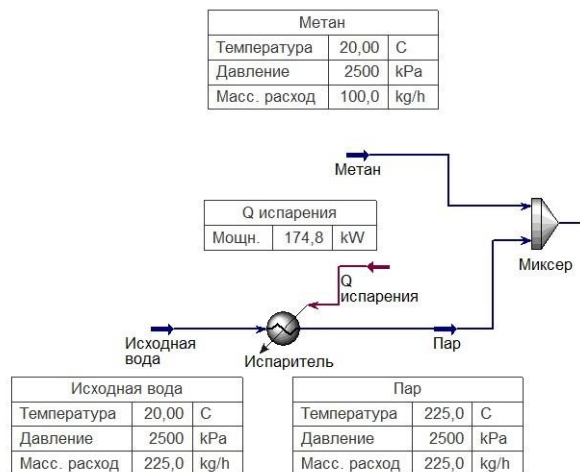 Метан
Температура 20,00 C
Давление 2500 kPa
Масс. расход 100,0 kg/h
Метан
Q испарения
Мощн. 174,8 kW
Миксер
Q
испарения
Исходная
вода
Испаритель
Пар
Исходная вода
Температура 20,00 C
Давление 2500 kPa
Масс. расход 225,0 kg/h
Пар
Температура 225,0 C
Давление 2500 kPa
Масс. расход 225,0 kg/h